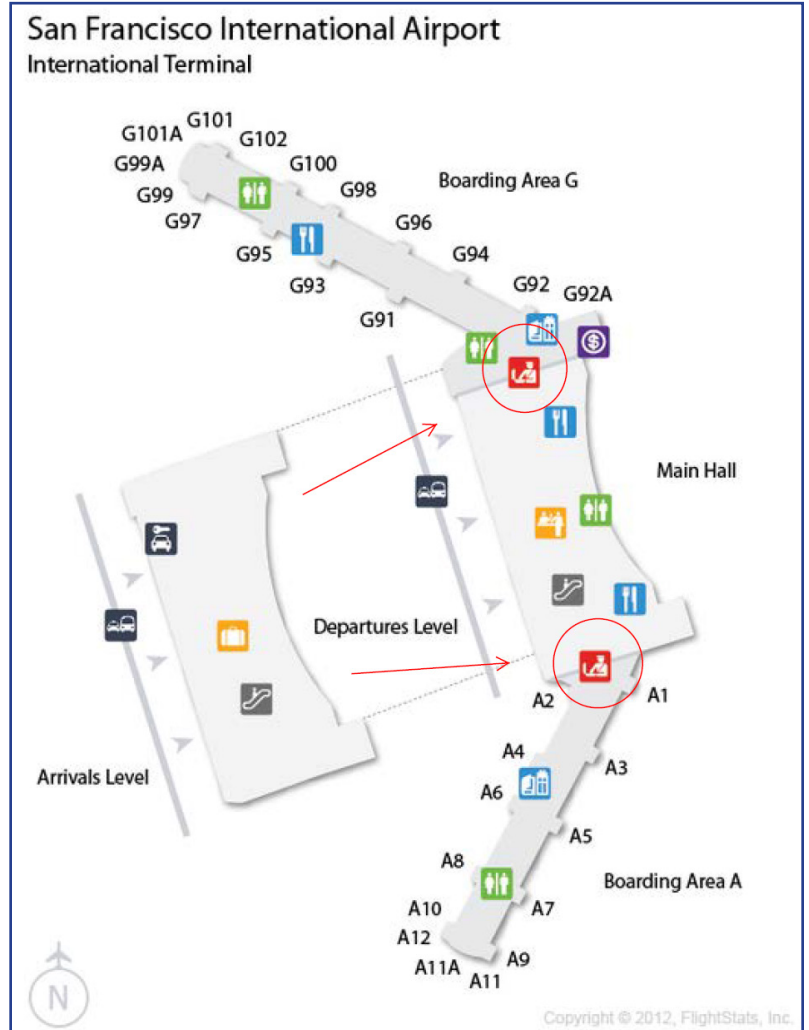 San Francisco International Airport
International Terminal
G101
G101A
G102
G99A
G100
G99
G98
Boarding Area G
G97
G96
G95
G94
G93
G92
G92A
G91
$
Main Hall
Departures Level
A2
A1
Arrivals Level
A4
A3
A6
A5
A8
Boarding Area A
A10
A7
A12
A9
A11A
A11
N
Copyright © 2012, FlightStats, Inc.